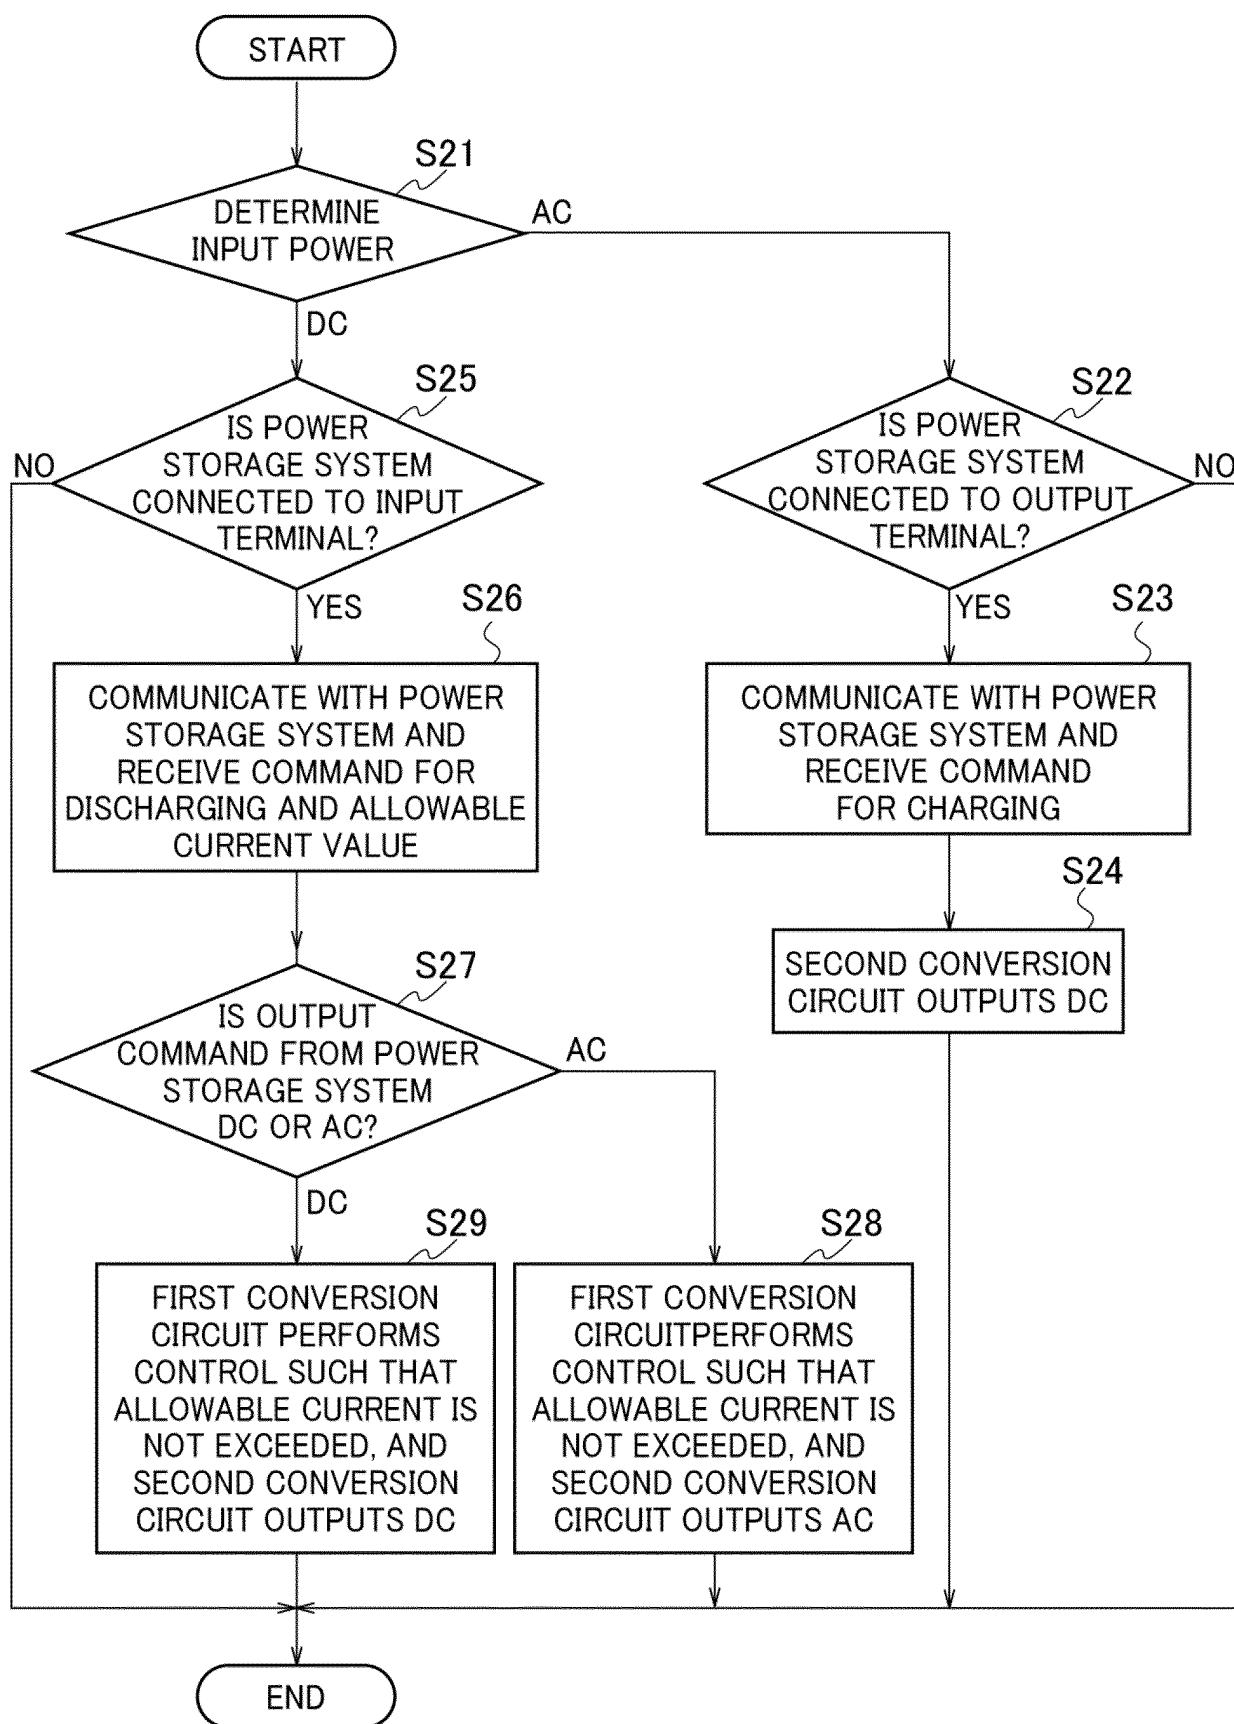 START
S21
DETERMINE
INPUT POWER
AC
DC
S25
IS POWER
STORAGE SYSTEM
CONNECTED TO INPUT
TERMINAL?
NO
YES
S22
IS POWER
STORAGE SYSTEM
CONNECTED TO OUTPUT
TERMINAL?
NO
YES
S26
COMMUNICATE WITH POWER
STORAGE SYSTEM AND
RECEIVE COMMAND FOR
DISCHARGING AND ALLOWABLE
CURRENT VALUE
S23
COMMUNICATE WITH POWER
STORAGE SYSTEM AND
RECEIVE COMMAND
FOR CHARGING
S24
SECOND CONVERSION
CIRCUIT OUTPUTS DC
S27
IS OUTPUT
COMMAND FROM POWER
STORAGE SYSTEM
DC OR AC?
AC
DC
S29
FIRST CONVERSION
CIRCUIT PERFORMS
CONTROL SUCH THAT
ALLOWABLE CURRENT IS
NOT EXCEEDED, AND
SECOND CONVERSION
CIRCUIT OUTPUTS DC
S28
FIRST CONVERSION
CIRCUITPERFORMS
CONTROL SUCH THAT
ALLOWABLE CURRENT IS
NOT EXCEEDED, AND
SECOND CONVERSION
CIRCUIT OUTPUTS AC
END